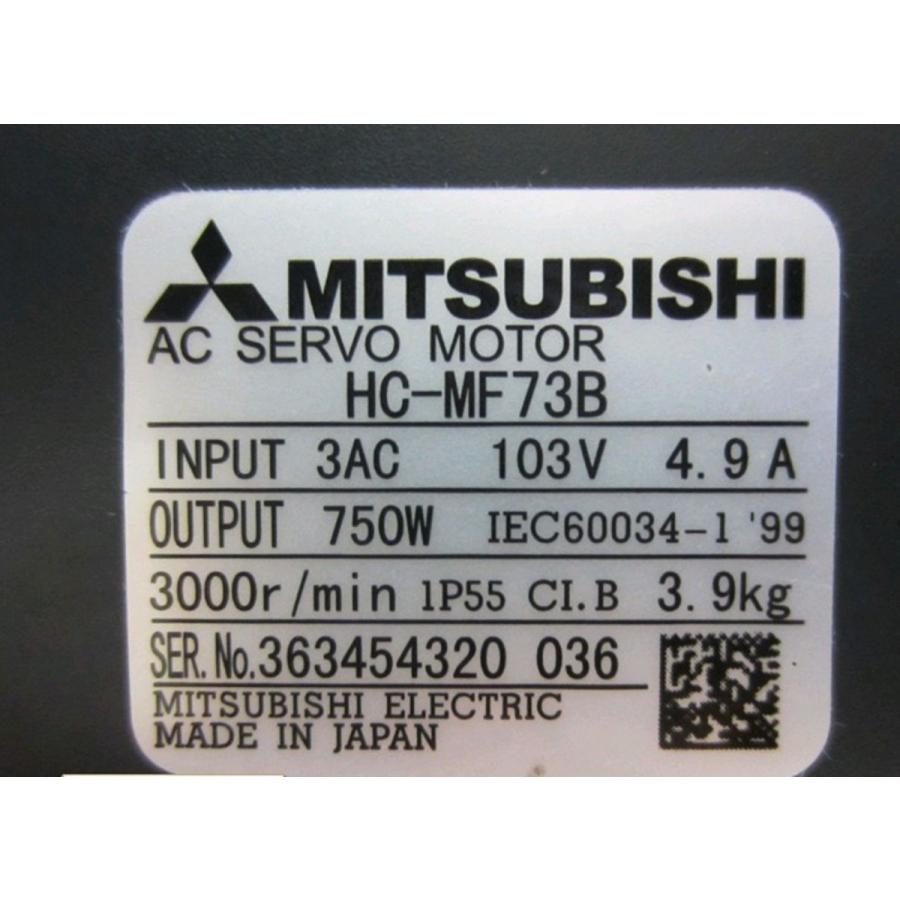 MITSUBISHI
AC SERVO MOTOR
HC-MF73B
INPUT 3AC 103V 4.9A
OUTPUT 750W IEC60034-1 '99
3000r/min IP55 CI.B 3.9kg
SER.No.363454320 036
MITSUBISHI ELECTRIC
MADE IN JAPAN